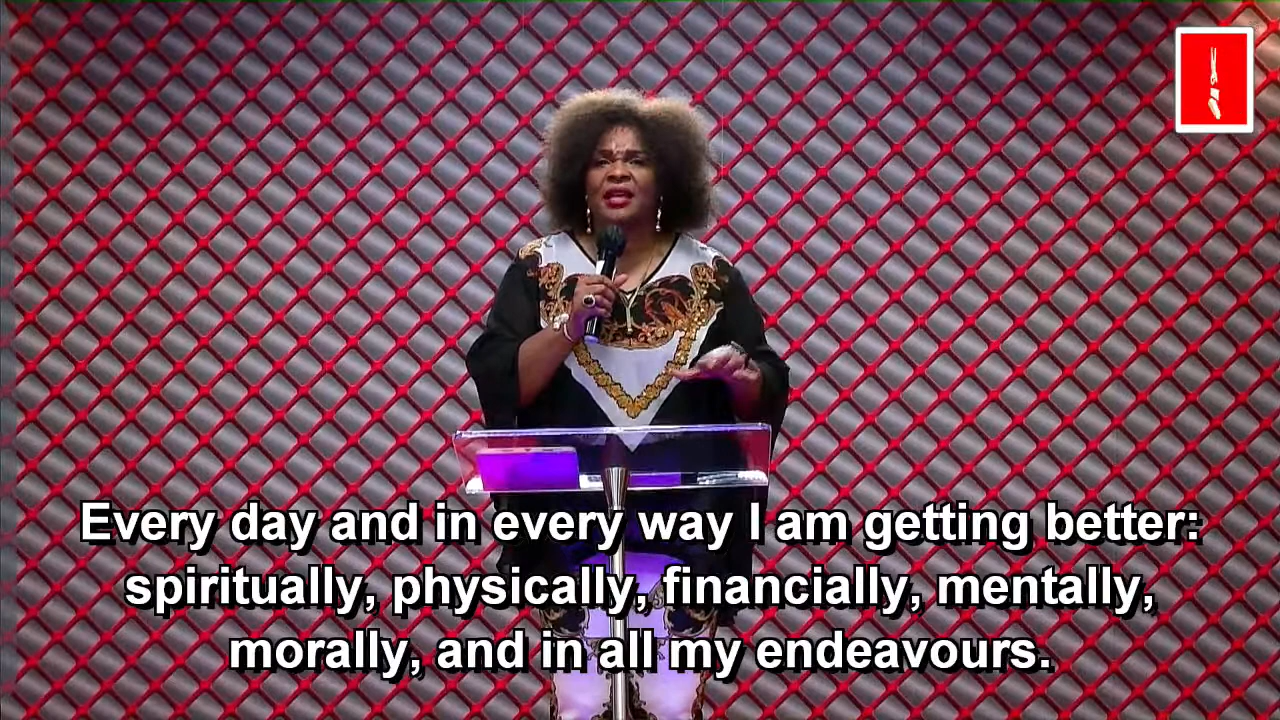 Every day and in every way I am getting better:
spiritually, physically, financially, mentally,
morally, and in all my endeavours.